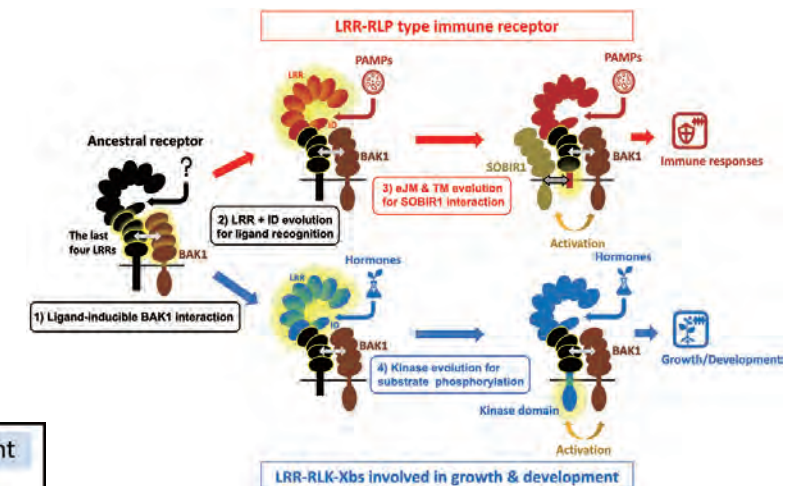 LRR-RLP type immune receptor
PAMPs
LRR
ID
BAK1
PAMPs
SOBIR1
BAK1
Immune responses
Activation
Ancestral receptor
?
The last
four LRRs
BAK1
1) Ligand-inducible BAK1 interaction
2) LRR + ID evolution
for ligand recognition
3) eJM & TM evolution
for SOBIR1 interaction
Hormones
LRR
ID
BAK1
4) Kinase evolution for
substrate phosphorylation
Hormones
BAK1
Growth/Development
Kinase domain
Activation
LRR-RLK-Xbs involved in growth & development
nt